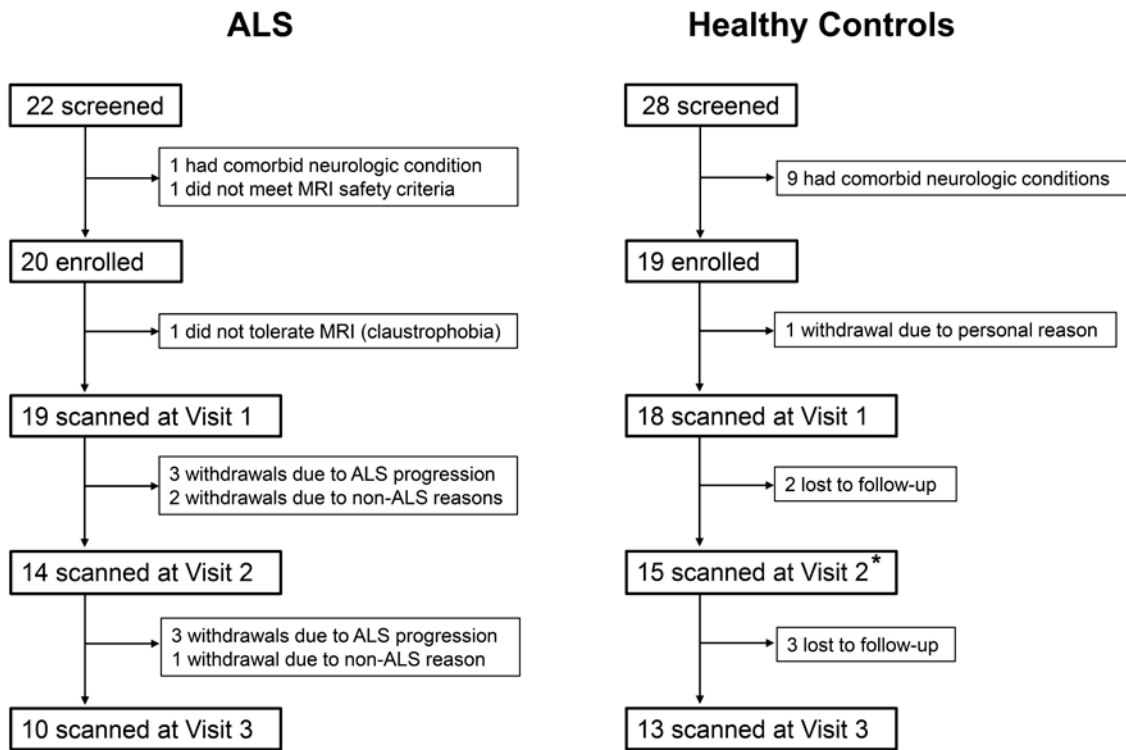 ALS
22 screened
1 had comorbid neurologic condition
1 did not meet MRI safety criteria
20 enrolled
1 did not tolerate MRI (claustrophobia)
19 scanned at Visit 1
3 withdrawals due to ALS progression
2 withdrawals due to non-ALS reasons
14 scanned at Visit 2
3 withdrawals due to ALS progression
1 withdrawal due to non-ALS reason
10 scanned at Visit 3
Healthy Controls
28 screened
9 had comorbid neurologic conditions
19 enrolled
1 withdrawal due to personal reason
18 scanned at Visit 1
2 lost to follow-up
15 scanned at Visit 2*
3 lost to follow-up
13 scanned at Visit 3